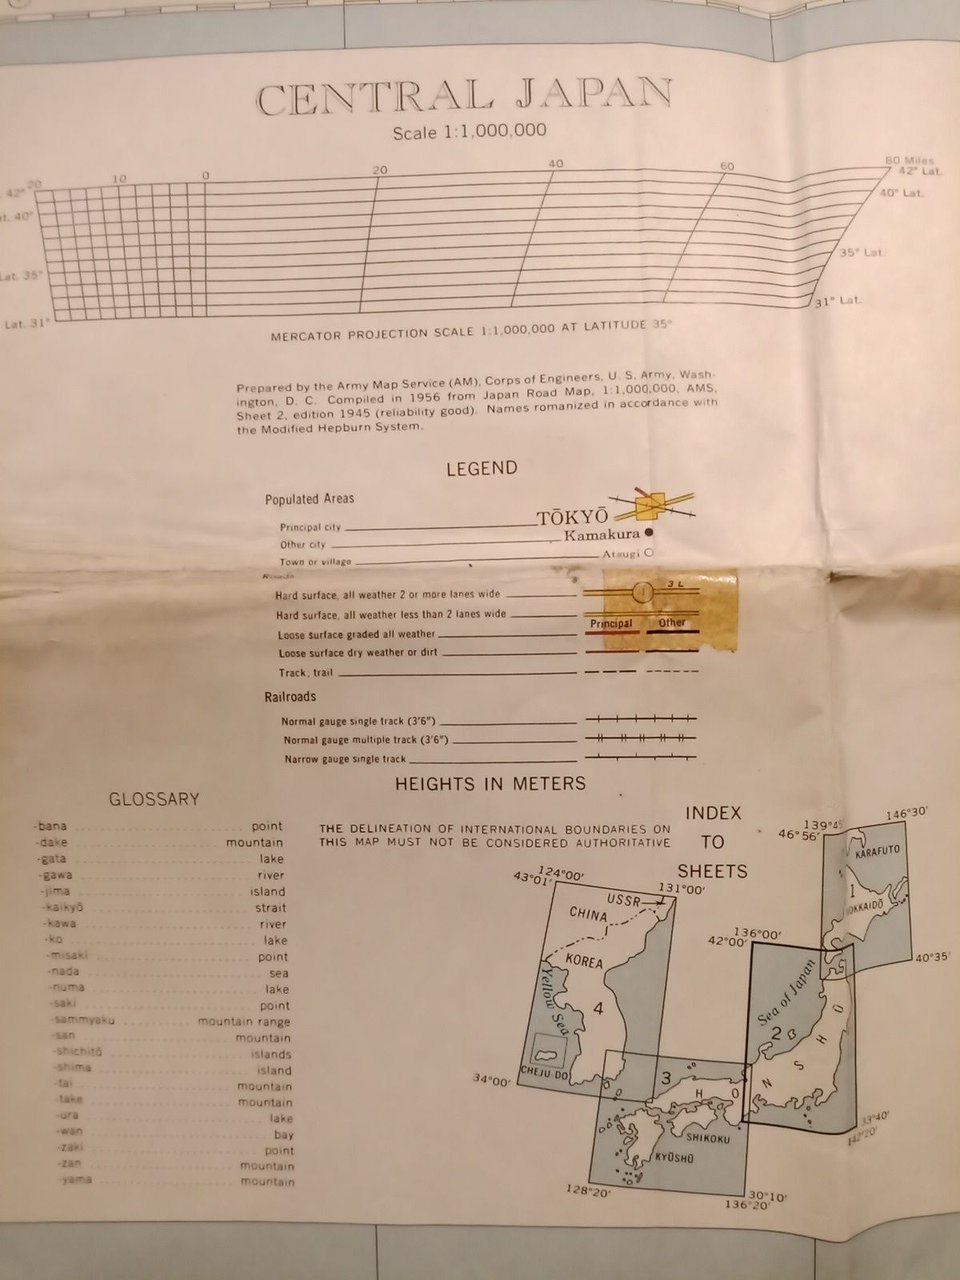 CENTRAL JAPAN
Scale 1:1,000,000
20 10 0 20 40 60 80 Miles
42° 42° Lat.
40° 40° Lat.
Lat. 35° 35° Lat.
Lat. 31° 31° Lat.
MERCATOR PROJECTION SCALE 1:1,000,000 AT LATITUDE 35°
Prepared by the Army Map Service (AM), Corps of Engineers, U. S. Army, Wash-
ington, D. C. Compiled in 1956 from Japan Road Map, 1:1,000,000, AMS,
Sheet 2, edition 1945 (reliability good). Names romanized in accordance with
the Modified Hepburn System.
LEGEND
Populated Areas
Principal city TŌKYŌ
Other city Kamakura
Town or village Atsugi
Roads
Hard surface, all weather 2 or more lanes wide 1 3 L
Hard surface, all weather less than 2 lanes wide
Principal Other
Loose surface graded all weather
Loose surface dry weather or dirt
Track; trail
Railroads
Normal gauge single track (3'6")
Normal gauge multiple track (3'6")
Narrow gauge single track
HEIGHTS IN METERS
THE DELINEATION OF INTERNATIONAL BOUNDARIES ON
THIS MAP MUST NOT BE CONSIDERED AUTHORITATIVE
GLOSSARY
-bana point
-dake mountain
-gata lake
-gawa river
-jima island
-kaikyō strait
-kawa river
-ko lake
-misaki point
-nada sea
-numa lake
-saki point
-sammyaku mountain range
-san mountain
-shichitō islands
-shima island
-tai mountain
-take mountain
-ura lake
-wan bay
-zaki point
-zan mountain
-yama mountain
INDEX
TO
SHEETS
139°45' 146°30'
46°56'
KARAFUTO
1
HOKKAIDŌ
40°35'
124°00'
43°01'
131°00'
USSR
CHINA
KOREA
Yellow Sea
4
CHEJU-DO
34°00'
136°00'
42°00'
Sea of Japan
2
H O N S H Ō
33°40'
142°20'
3
SHIKOKU
KYŪSHŪ
128°20'
30°10'
136°20'